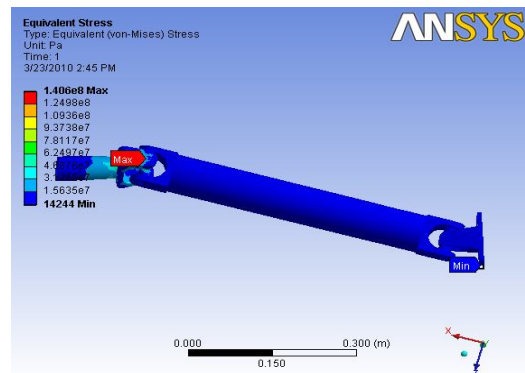 Equivalent Stress
Type: Equivalent (von-Mises) Stress
Unit: Pa
Time: 1
3/23/2010 2:45 PM
ANSYS
1.406e8 Max
1.2498e8
1.0936e8
9.3738e7
7.8117e7
6.2497e7
1.5635e7
14244 Min
Max
Min
0.000
0.300 (m)
0.150
X